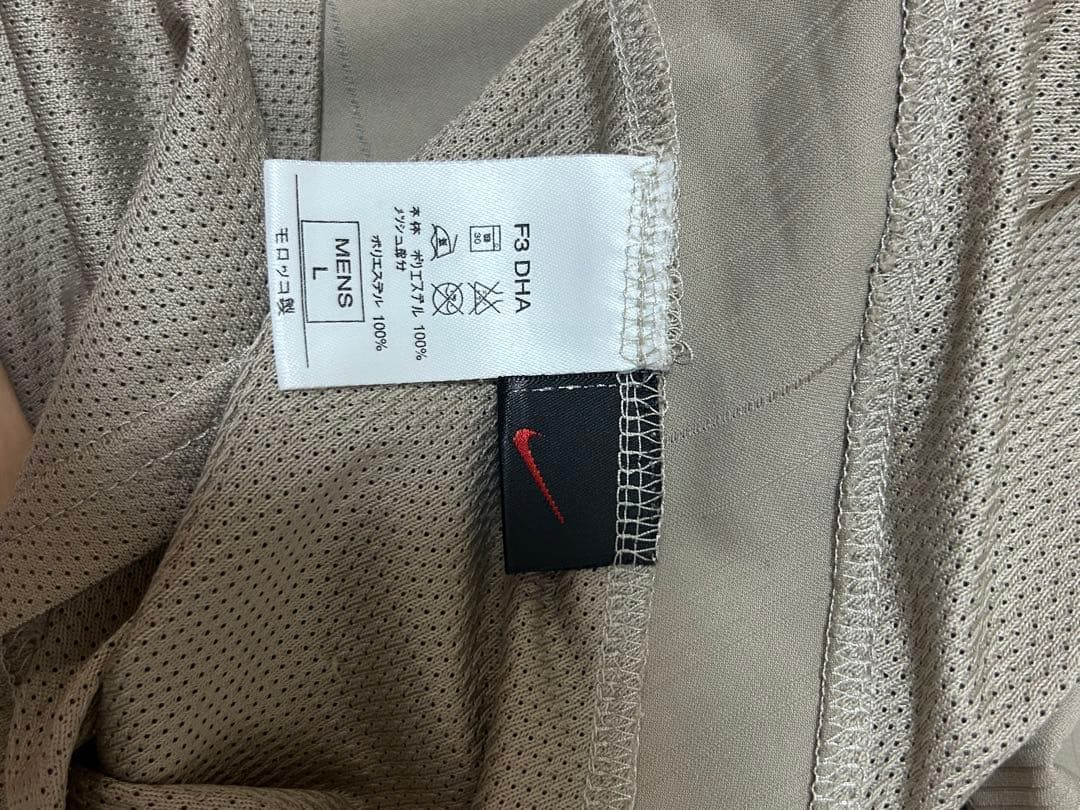 F3 DHA
30
本体 ポリエステル 100%
メッシュ部分
ポリエステル 100%
MENS
L
モロッコ製